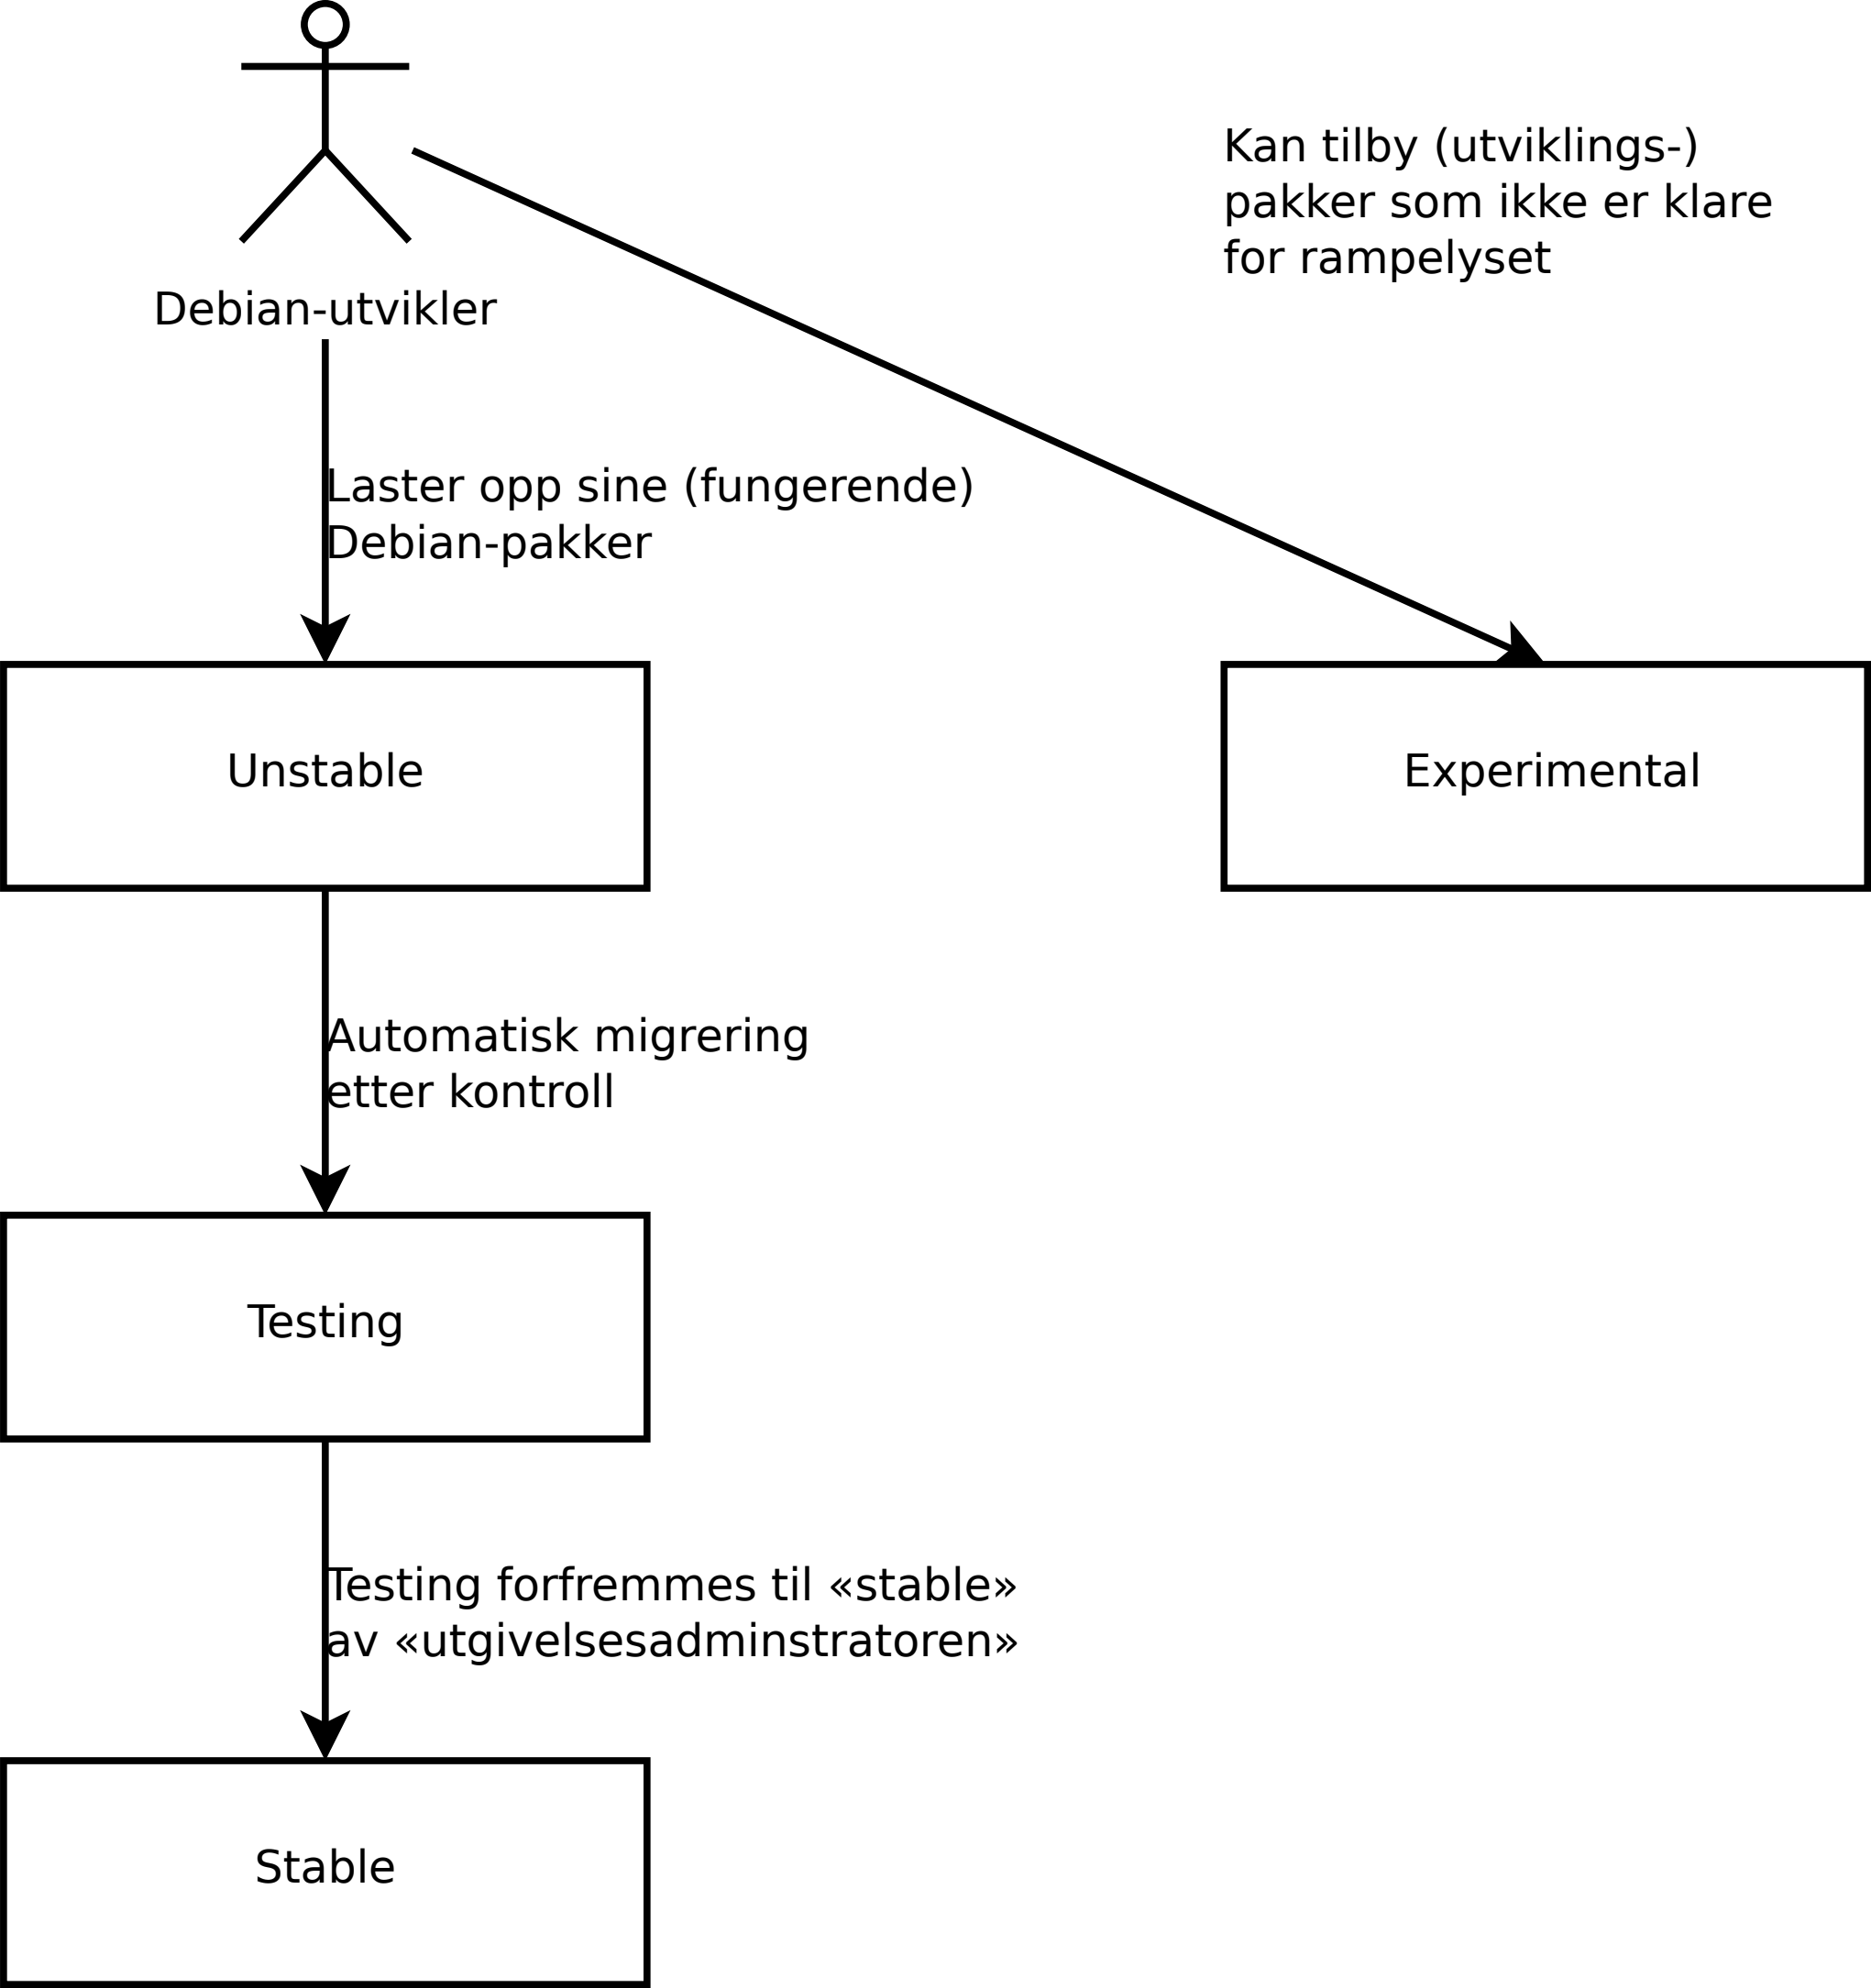 Debian-utvikler
Kan tilby (utviklings-)
pakker som ikke er klare
for rampelyset
Laster opp sine (fungerende)
Debian-pakker
Unstable
Experimental
Automatisk migrering
etter kontroll
Testing
Testing forfremmes til «stable»
av «utgivelsesadminstratoren»
Stable